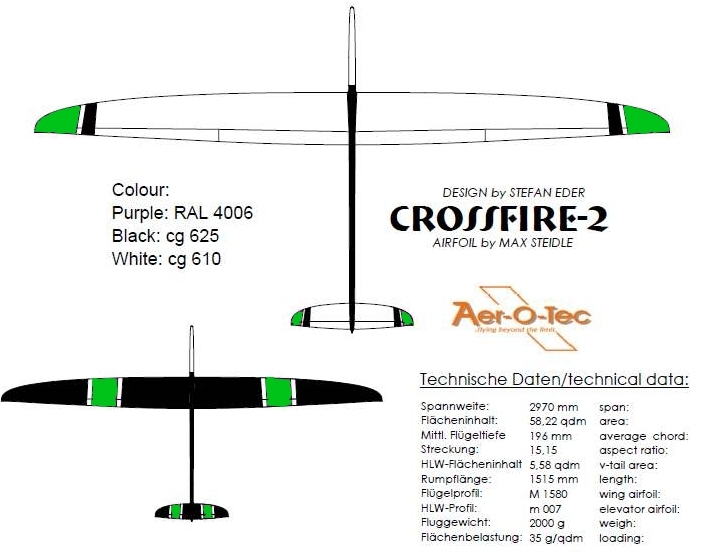 Colour:
Purple: RAL 4006
Black: cg 625
White: cg 610
DESIGN by STEFAN EDER
CROSSFIRE-2
AIRFOIL by MAX STEIDLE
Aer-O-Tec
flying beyond the limit.
Technische Daten/technical data:
Spannweite: 2970 mm span:
Flächeninhalt: 58,22 qdm area:
Mittl. Flügeltiefe 196 mm average chord:
Streckung: 15,15 aspect ratio:
HLW-Flächeninhalt 5,58 qdm v-tail area:
Rumpflänge: 1515 mm length:
Flügelprofil: M 1580 wing airfoil:
HLW-Profil: m 007 elevator airfoil:
Fluggewicht: 2000 g weigh:
Flächenbelastung: 35 g/qdm loading: